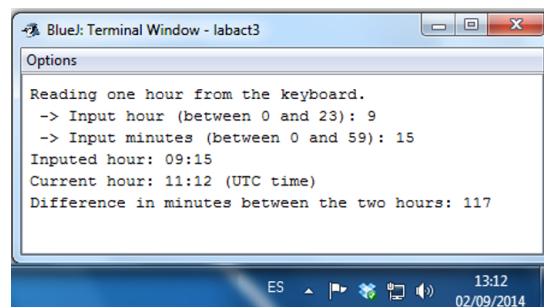 BlueJ: Terminal Window - labact3
Options
Reading one hour from the keyboard.
-> Input hour (between 0 and 23): 9
-> Input minutes (between 0 and 59): 15
Inputed hour: 09:15
Current hour: 11:12 (UTC time)
Difference in minutes between the two hours: 117
ES
13:12
02/09/2014